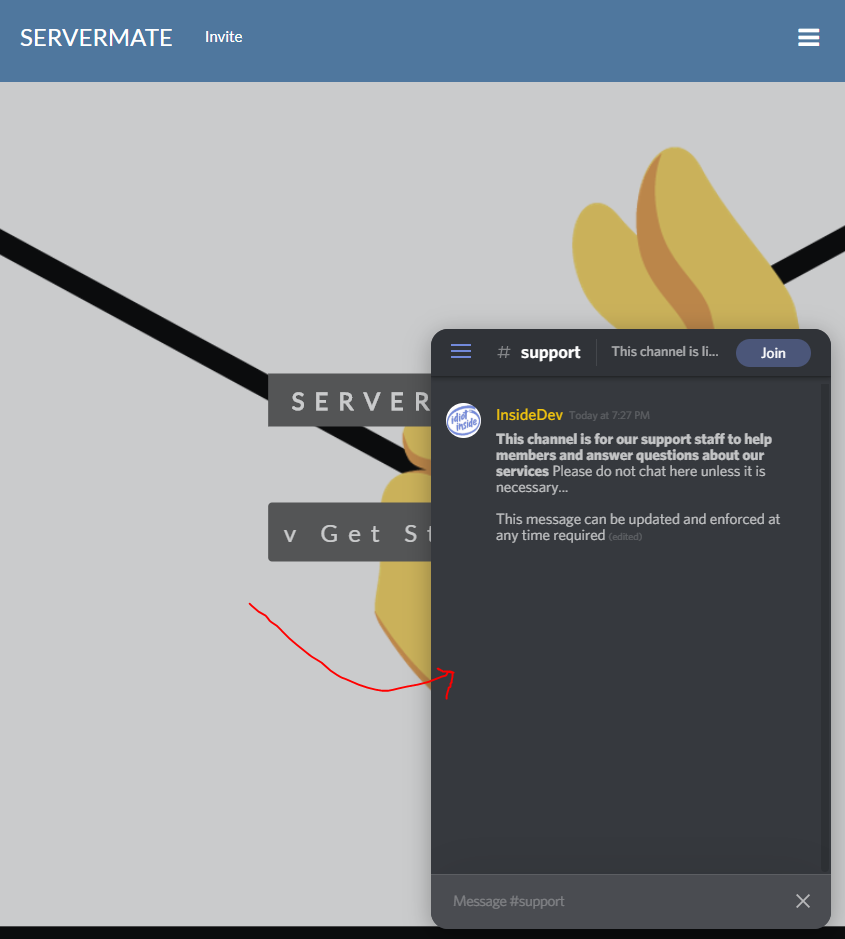 SERVERMATE Invite
# support This channel is li... Join
SERVER
InsideDev Today at 7:27 PM
idiot
inside
This channel is for our support staff to help
members and answer questions about our
services Please do not chat here unless it is
necessary...
v Get St
This message can be updated and enforced at
any time required (edited)
Message #support